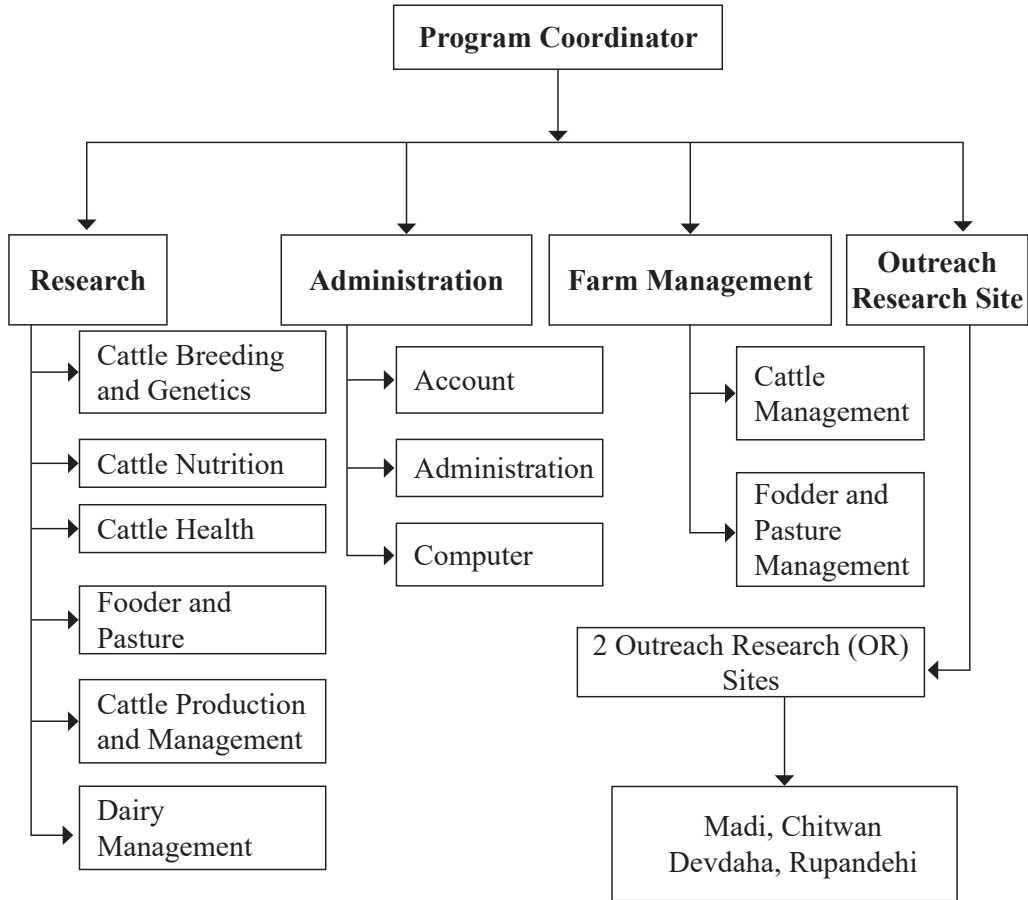 Program Coordinator
Research
Administration
Farm Management
Outreach
Research Site
Cattle Breeding
and Genetics
Cattle Nutrition
Cattle Health
Fooder and
Pasture
Cattle Production
and Management
Dairy
Management
Account
Administration
Computer
Cattle
Management
Fodder and
Pasture
Management
2 Outreach Research (OR)
Sites
Madi, Chitwan
Devdaha, Rupandehi